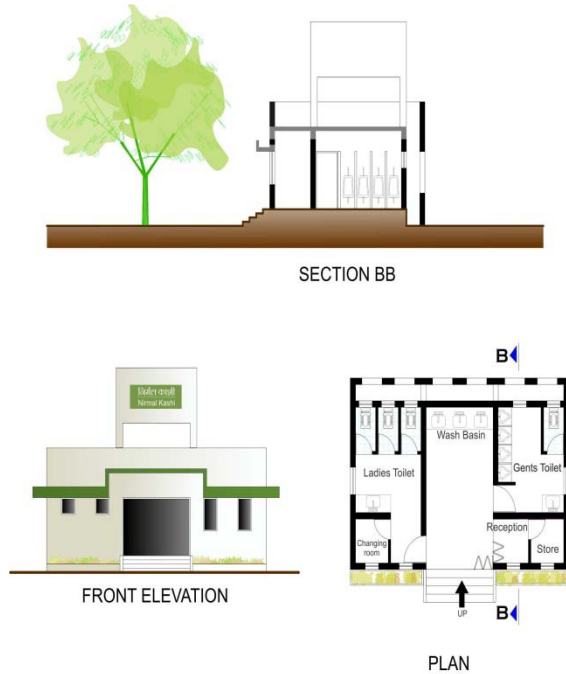 SECTION BB
निर्मल काशी
Nirmal Kashi
FRONT ELEVATION
B
Wash Basin
Ladies Toilet
Gents Toilet
Changing
room
Reception
Store
UP
B
PLAN